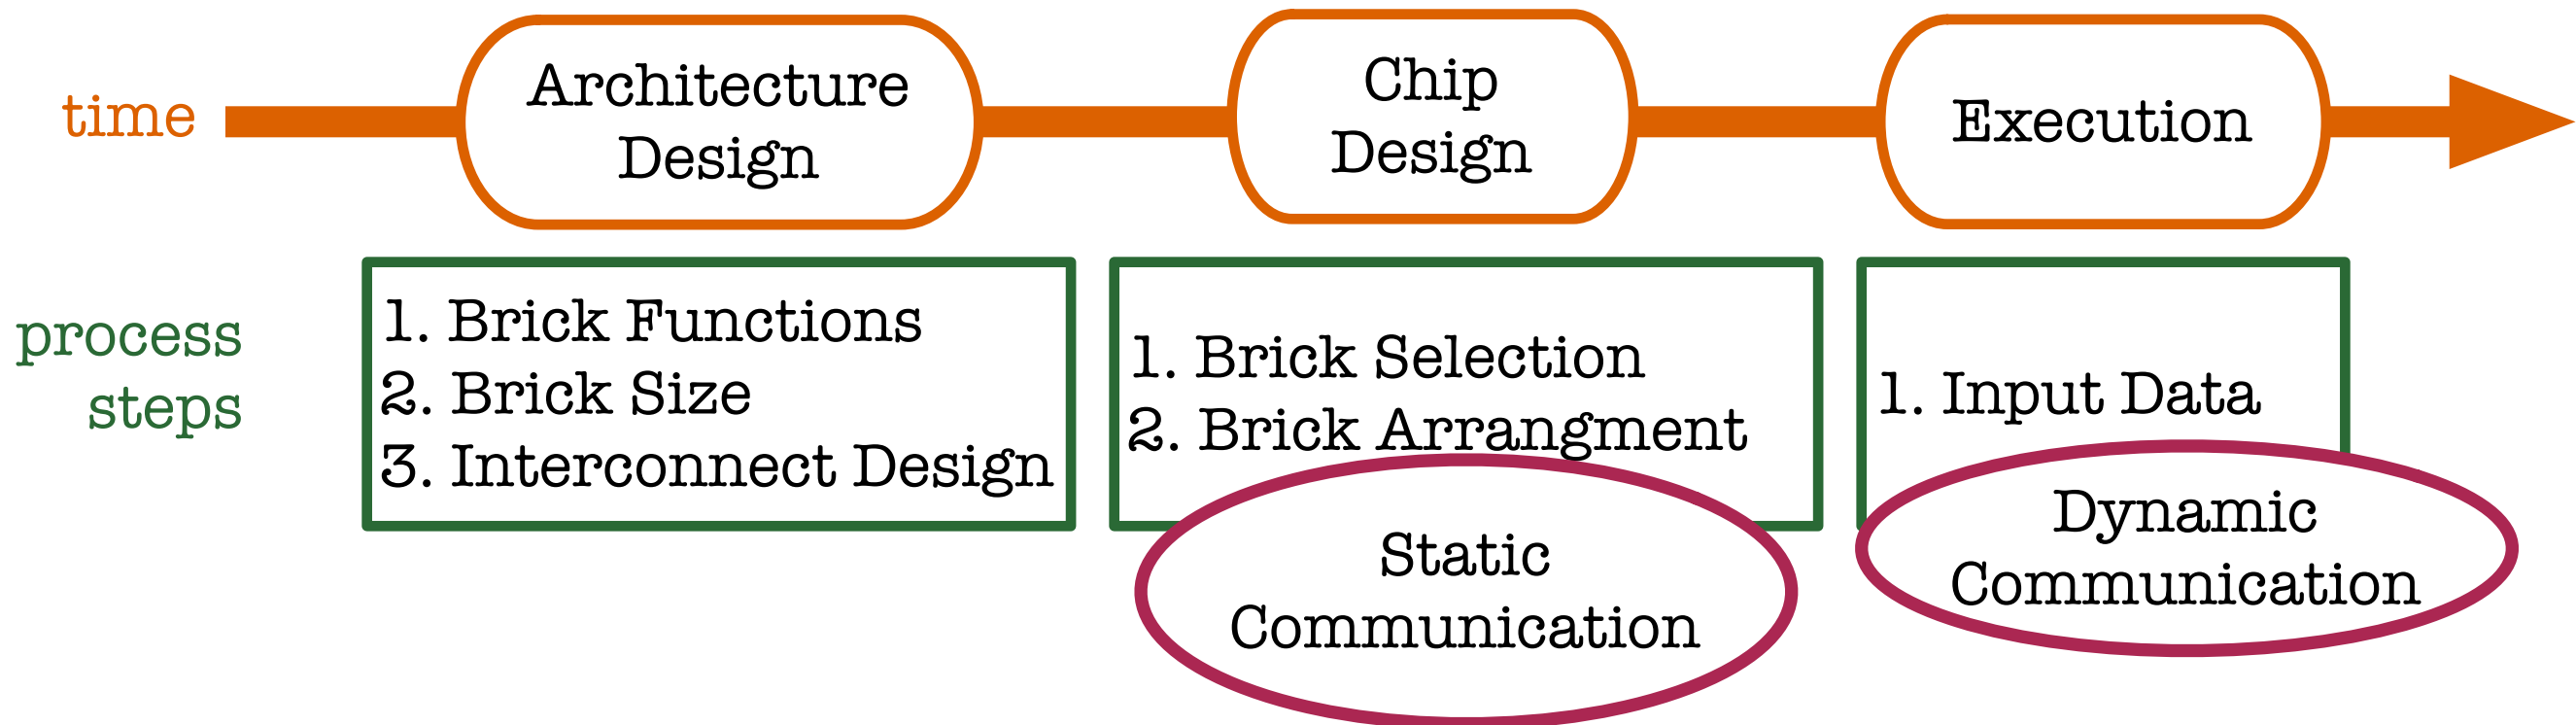 time
Architecture
Design
Chip
Design
Execution
process
steps
1. Brick Functions
2. Brick Size
3. Interconnect Design
1. Brick Selection
2. Brick Arrangment
Static
Communication
1. Input Data
Dynamic
Communication